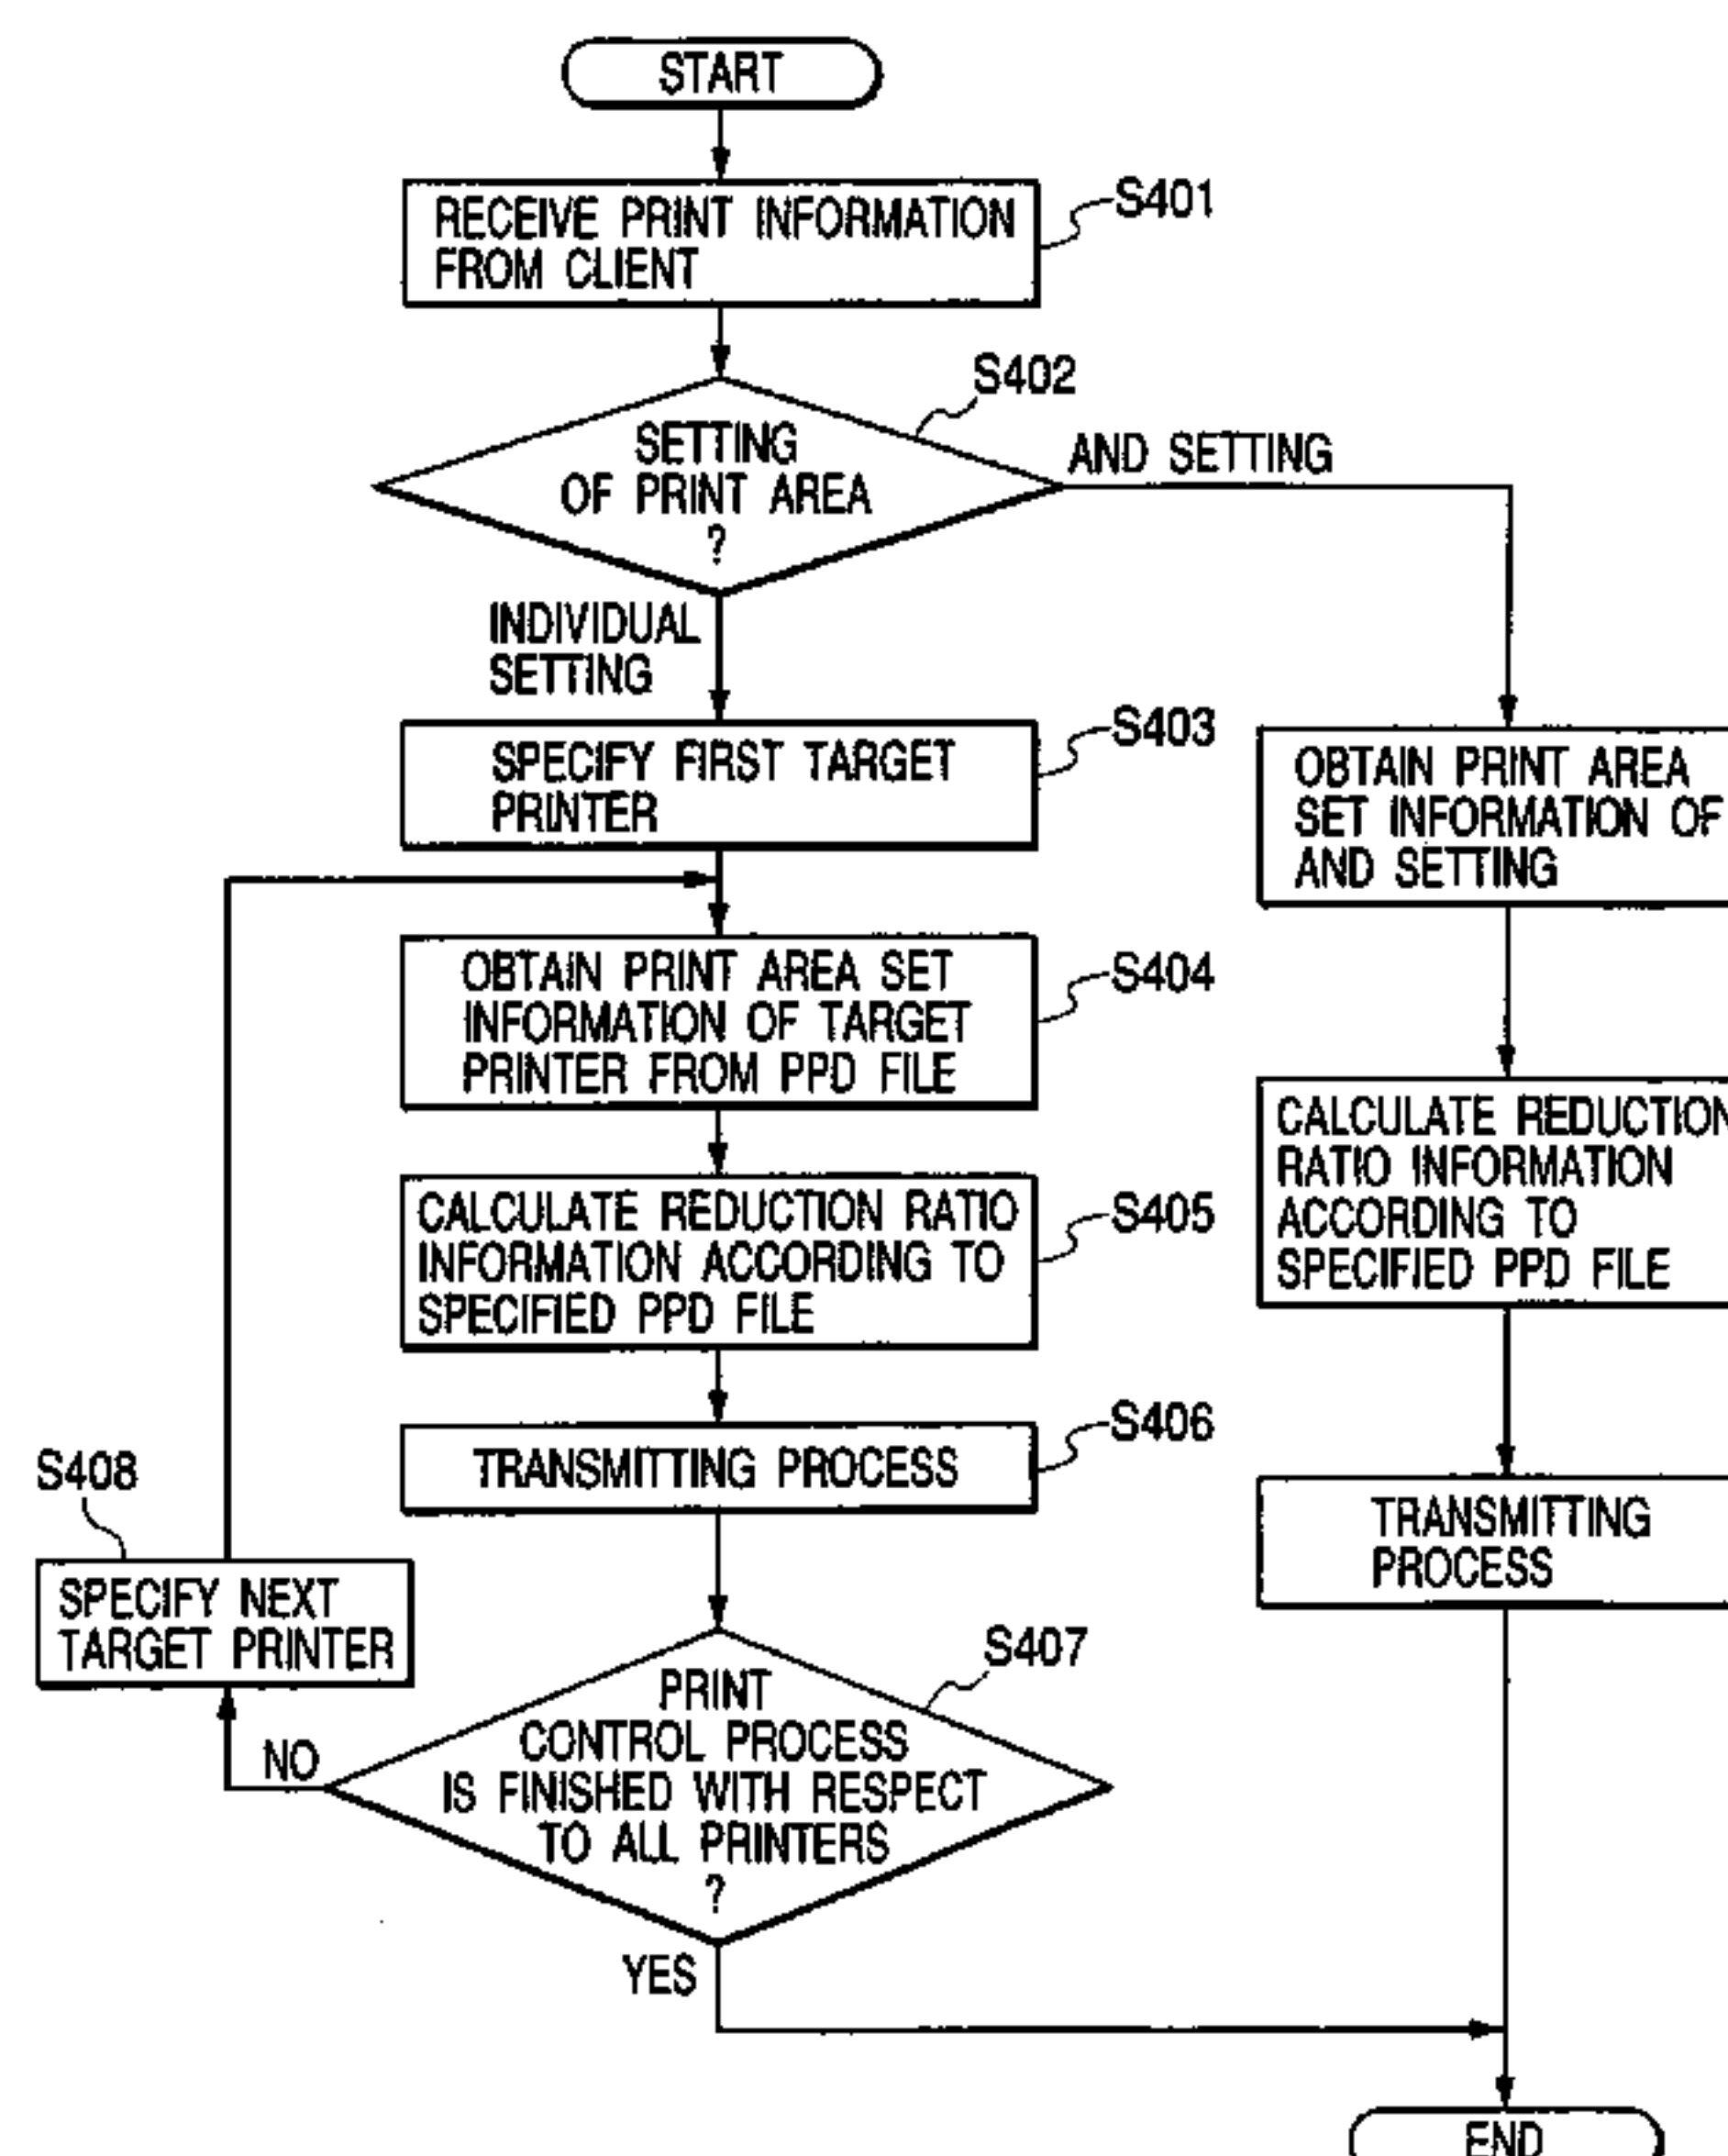 START
RECEIVE PRINT INFORMATION
FROM CLIENT
S401
SETTING
OF PRINT AREA
?
S402
AND SETTING
INDIVIDUAL
SETTING
SPECIFY FIRST TARGET
PRINTER
S403
OBTAIN PRINT AREA SET
INFORMATION OF TARGET
PRINTER FROM PPD FILE
S404
CALCULATE REDUCTION RATIO
INFORMATION ACCORDING TO
SPECIFIED PPD FILE
S405
TRANSMITTING PROCESS
S406
PRINT
CONTROL PROCESS
IS FINISHED WITH RESPECT
TO ALL PRINTERS
?
S407
NO
YES
S408
SPECIFY NEXT
TARGET PRINTER
OBTAIN PRINT AREA
SET INFORMATION OF
AND SETTING
CALCULATE REDUCTION
RATIO INFORMATION
ACCORDING TO
SPECIFIED PPD FILE
TRANSMITTING
PROCESS
END